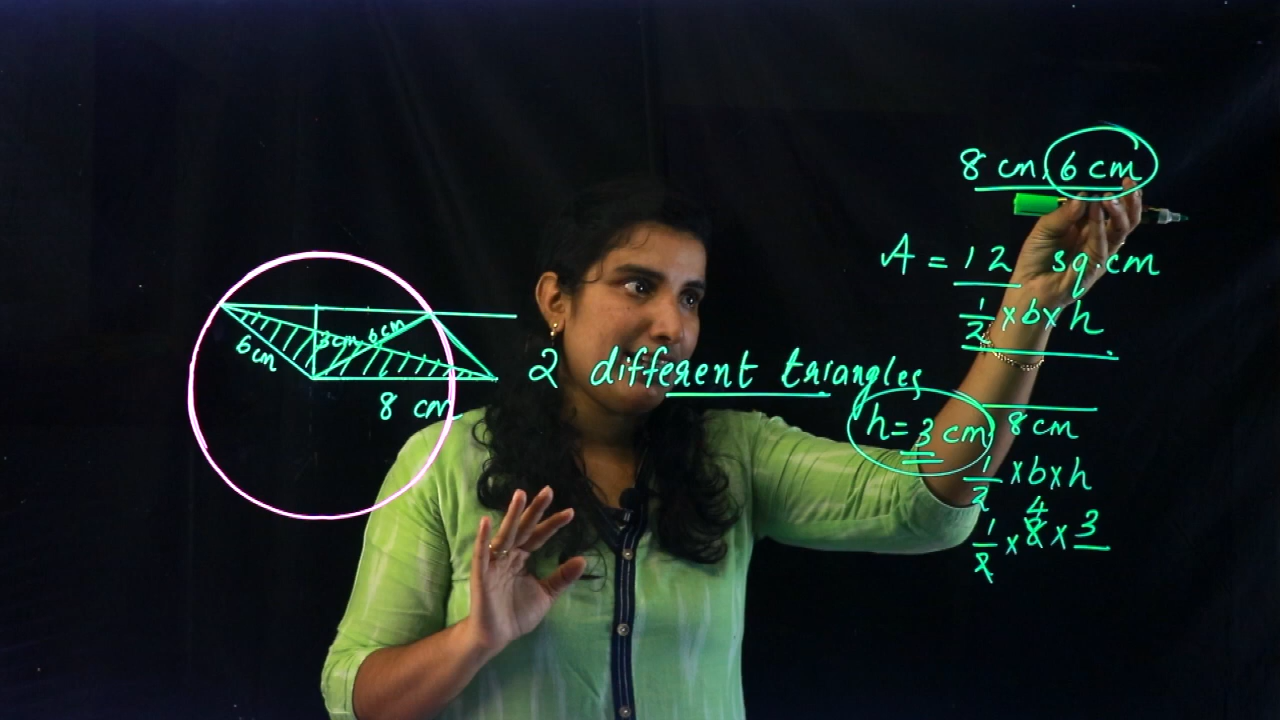 8 cm, 6 cm
A = 12 sq.cm
1/2 × b × h
3cm 6cm
6cm
8 cm
2 different triangles
h = 3 cm
8 cm
1/2 × b × h
4
1/2 × 8 × 3